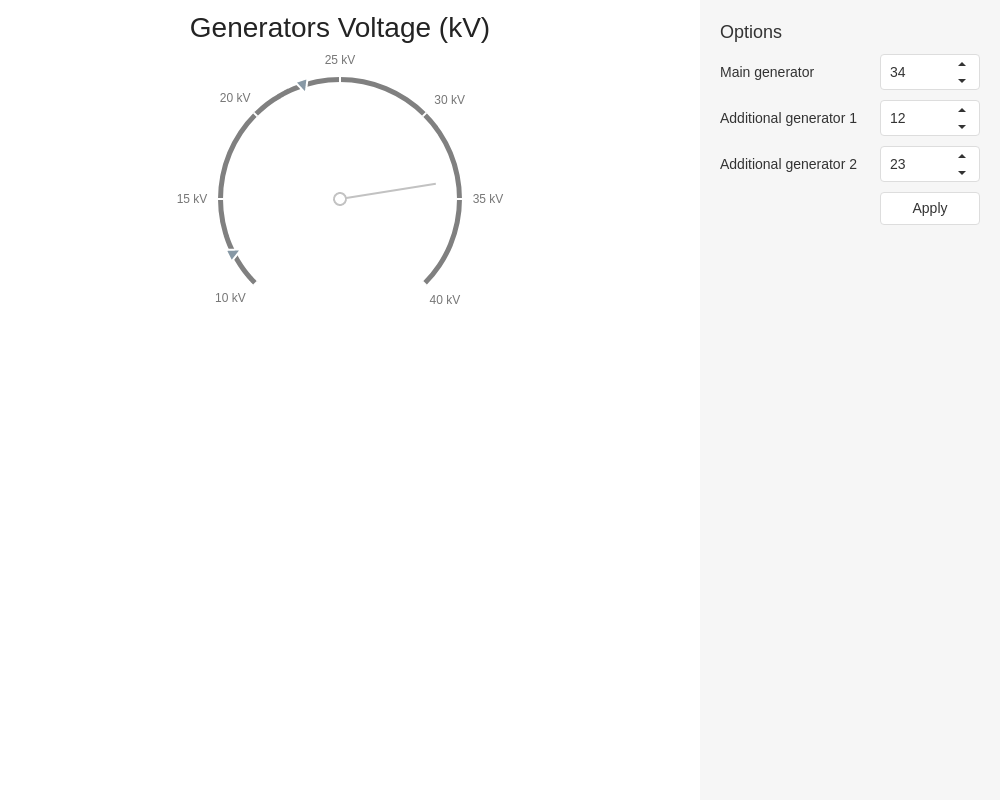 Generators Voltage (kV)
25 kV
20 kV
30 kV
15 kV
35 kV
10 kV
40 kV
Options
Main generator
34
Additional generator 1
12
Additional generator 2
23
Apply